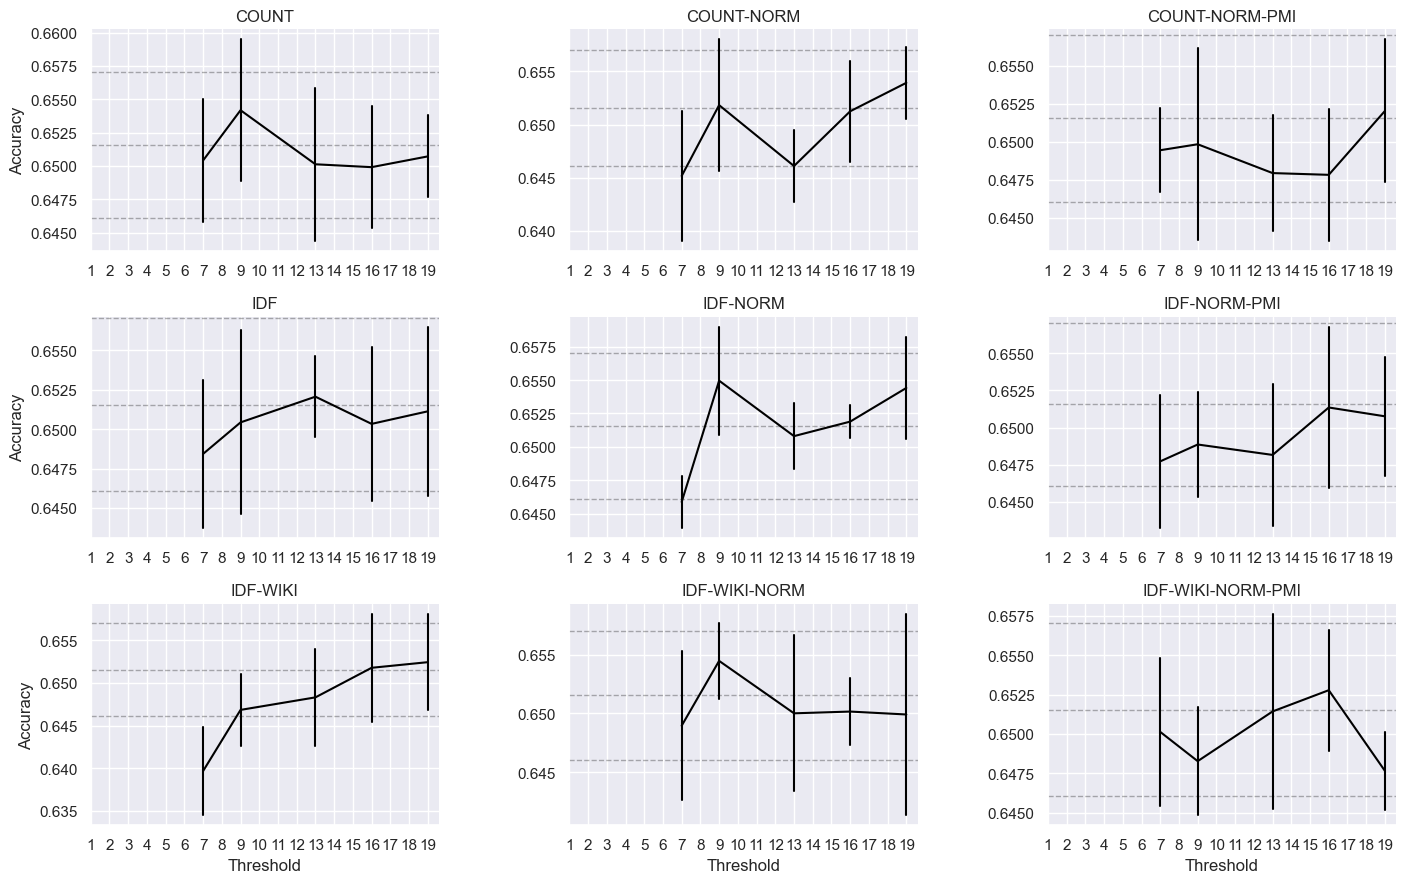 COUNT COUNT-NORM COUNT-NORM-PMI
Accuracy
0.6600
0.6575
0.6550
0.6525
0.6500
0.6475
0.6450
1 2 3 4 5 6 7 8 9 10 11 12 13 14 15 16 17 18 19
0.655
0.650
0.645
0.640
1 2 3 4 5 6 7 8 9 10 11 12 13 14 15 16 17 18 19
0.6550
0.6525
0.6500
0.6475
0.6450
1 2 3 4 5 6 7 8 9 10 11 12 13 14 15 16 17 18 19
IDF IDF-NORM IDF-NORM-PMI
Accuracy
0.6550
0.6525
0.6500
0.6475
0.6450
1 2 3 4 5 6 7 8 9 10 11 12 13 14 15 16 17 18 19
0.6575
0.6550
0.6525
0.6500
0.6475
0.6450
1 2 3 4 5 6 7 8 9 10 11 12 13 14 15 16 17 18 19
0.6550
0.6525
0.6500
0.6475
0.6450
1 2 3 4 5 6 7 8 9 10 11 12 13 14 15 16 17 18 19
IDF-WIKI IDF-WIKI-NORM IDF-WIKI-NORM-PMI
Accuracy
0.655
0.650
0.645
0.640
0.635
1 2 3 4 5 6 7 8 9 10 11 12 13 14 15 16 17 18 19
Threshold
0.655
0.650
0.645
1 2 3 4 5 6 7 8 9 10 11 12 13 14 15 16 17 18 19
Threshold
0.6575
0.6550
0.6525
0.6500
0.6475
0.6450
1 2 3 4 5 6 7 8 9 10 11 12 13 14 15 16 17 18 19
Threshold